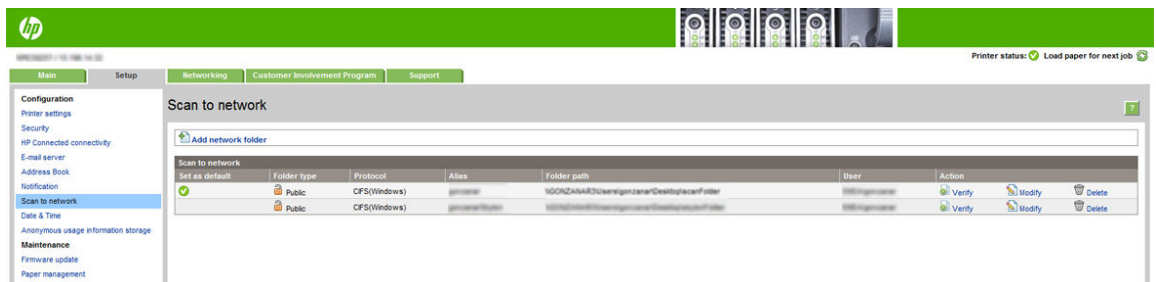 hp
Printer status: Load paper for next job
Main Setup Networking Customer Involvement Program Support
Configuration
Printer settings
Security
HP Connected connectivity
E-mail server
Address Book
Notification
Scan to network
Date & Time
Anonymous usage information storage
Maintenance
Firmware update
Paper management
Scan to network
?
Add network folder
Scan to network
Set as default Folder type Protocol Alias Folder path User Action
Public CIFS(Windows) Verify Modify Delete
Public CIFS(Windows) Verify Modify Delete